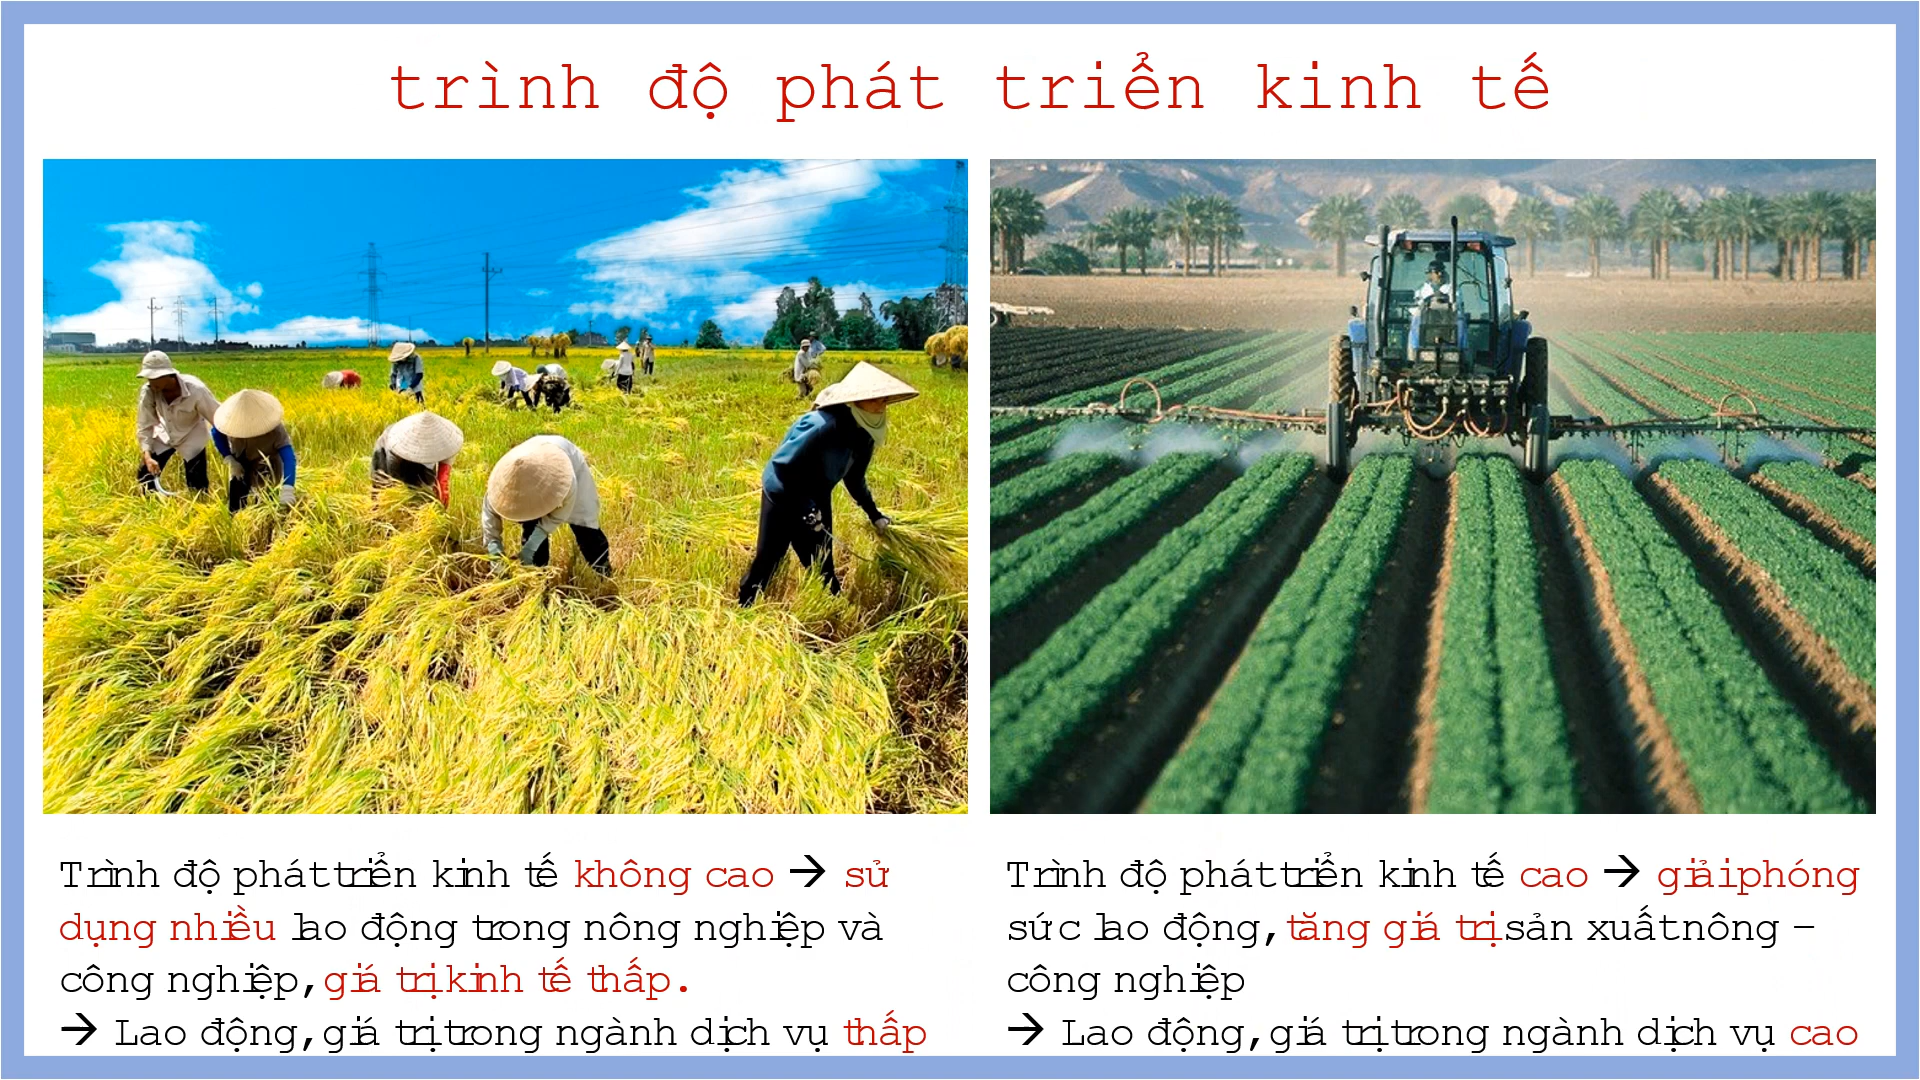 trình độ phát triển kinh tế
Trình độ phát triển kinh tế không cao → sử
dụng nhiều lao động trong nông nghiệp và
công nghiệp, giá trị kinh tế thấp.
→ Lao động, giá trị trong ngành dịch vụ thấp
Trình độ phát triển kinh tế cao → giải phóng
sức lao động, tăng giá trị sản xuất nông –
công nghiệp
→ Lao động, giá trị trong ngành dịch vụ cao